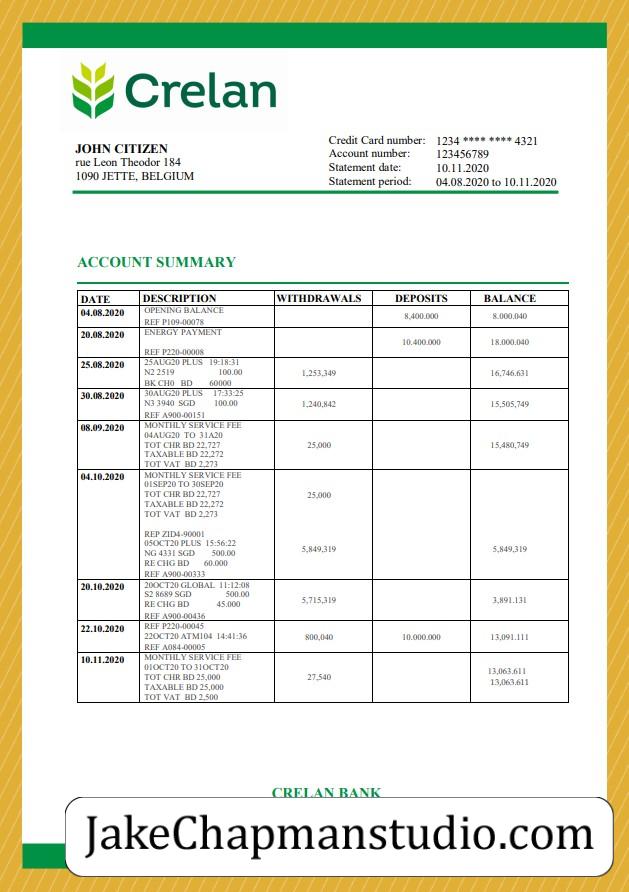 Crelan
JOHN CITIZEN
rue Leon Theodor 184
1090 JETTE, BELGIUM
Credit Card number: 1234 **** **** 4321
Account number: 123456789
Statement date: 10.11.2020
Statement period: 04.08.2020 to 10.11.2020
ACCOUNT SUMMARY
DATE DESCRIPTION WITHDRAWALS DEPOSITS BALANCE
04.08.2020 OPENING BALANCE
8,400.000 8.000.040
REF P109-00078
20.08.2020 ENERGY PAYMENT
10.400.000 18.000.040
REF P220-00008
25.08.2020 25AUG20 PLUS 19:18:31
N2 2519 100.00 1,253,349 16,746.631
BK CH0 BD 60000
30.08.2020 30AUG20 PLUS 17:33:25
N3 3940 SGD 100.00 1,240,842 15,505,749
REF A900-00151
08.09.2020 MONTHLY SERVICE FEE
04AUG20 TO 31A20
TOT CHR BD 22,727 25,000 15,480,749
TAXABLE BD 22,272
TOT VAT BD 2,273
04.10.2020 MONTHLY SERVICE FEE
01SEP20 TO 30SEP20
TOT CHR BD 22,727 25,000
TAXABLE BD 22,272
TOT VAT BD 2,273
REP ZID4-90001
05OCT20 PLUS 15:56:22
NG 4331 SGD 500.00 5,849,319 5,849,319
RE CHG BD 60.000
REF A900-00333
20.10.2020 20OCT20 GLOBAL 11:12:08
S2 8689 SGD 500.00 5,715,319 3,891.131
RE CHG BD 45.000
REF A900-00436
22.10.2020 REF P220-00045
22OCT20 ATM104 14:41:36 800,040 10.000.000 13,091.111
REF A084-00005
10.11.2020 MONTHLY SERVICE FEE
01OCT20 TO 31OCT20 13,063.611
TOT CHR BD 25,000 27,540
TAXABLE BD 25,000 13,063.611
TOT VAT BD 2,500
CRELAN BANK
JakeChapmanstudio.com